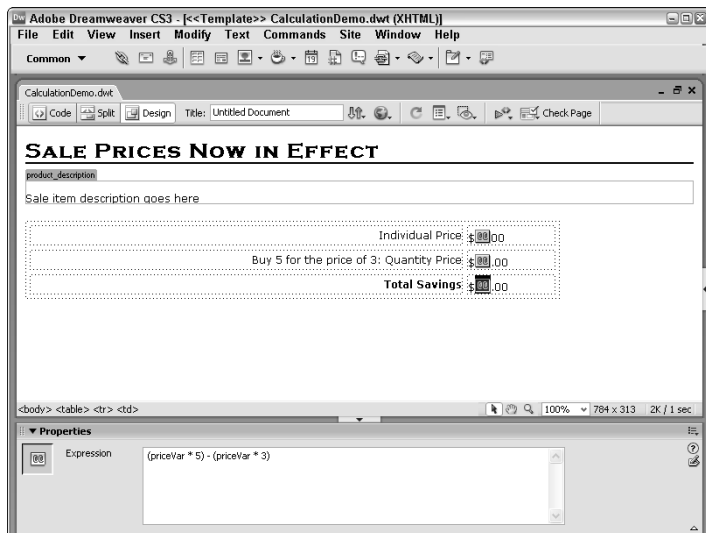 Dw Adobe Dreamweaver CS3 - [<<Template>> CalculationDemo.dwt (XHTML)]
File Edit View Insert Modify Text Commands Site Window Help
Common ▼
CalculationDemo.dwt
Code Split Design Title: Untitled Document Check Page
SALE PRICES NOW IN EFFECT
product_description
Sale item description goes here
Individual Price $@@00
Buy 5 for the price of 3: Quantity Price $@@.00
Total Savings $@@.00
<body> <table> <tr> <td> 100% 784 x 313 2K / 1 sec
▼ Properties
@@ Expression (priceVar * 5) - (priceVar * 3)